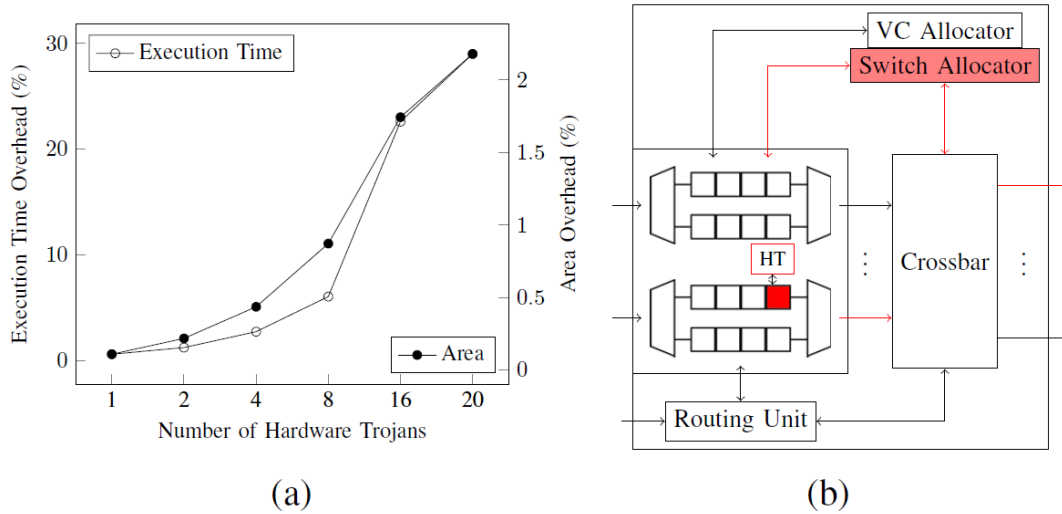 Execution Time
Area
30
20
10
0
Execution Time Overhead (%)
2
1.5
1
0.5
0
Area Overhead (%)
1 2 4 8 16 20
Number of Hardware Trojans
(a)
VC Allocator
Switch Allocator
HT
Crossbar
...
...
Routing Unit
(b)